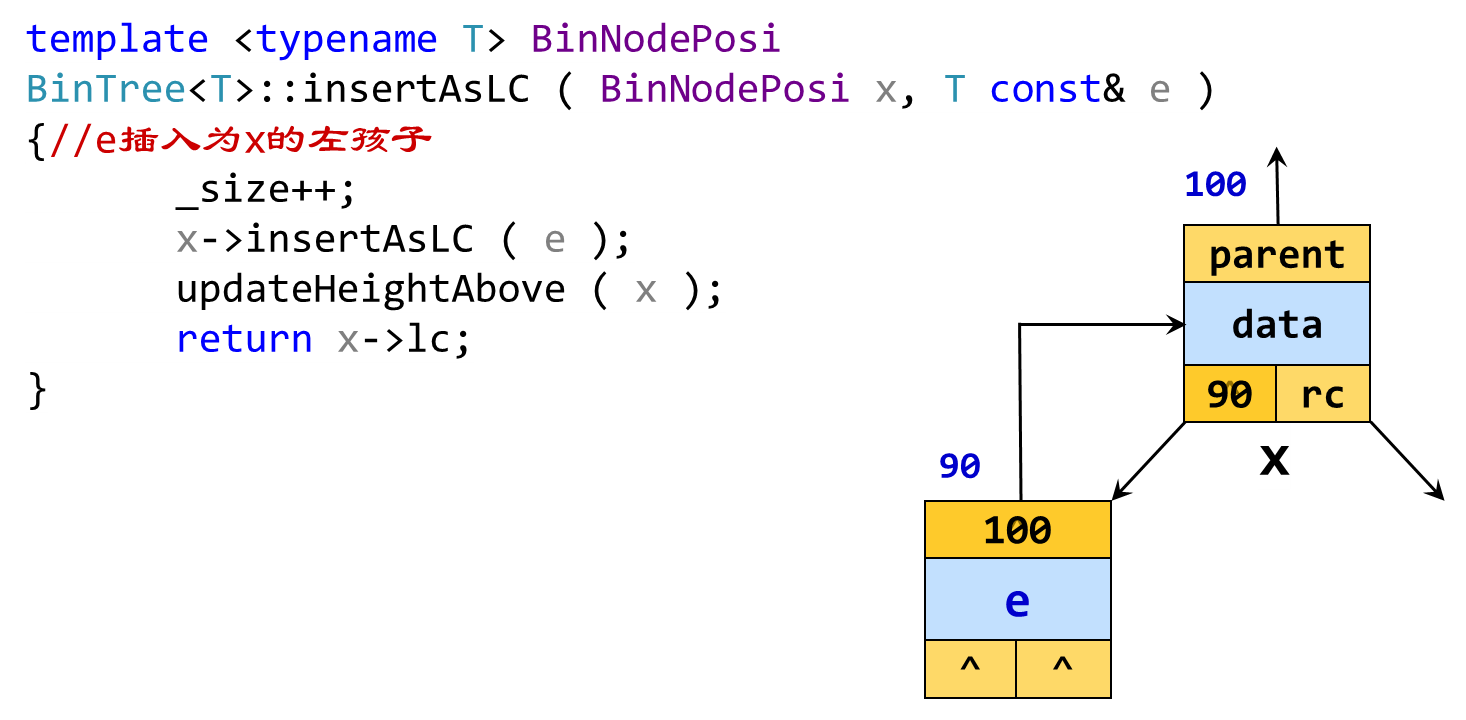 template <typename T> BinNodePosi
BinTree<T>::insertAsLC ( BinNodePosi x, T const& e )
{//e插入为x的左孩子
_size++;
x->insertAsLC ( e );
updateHeightAbove ( x );
return x->lc;
}
100
parent
data
90 rc
x
90
100
e
^ ^